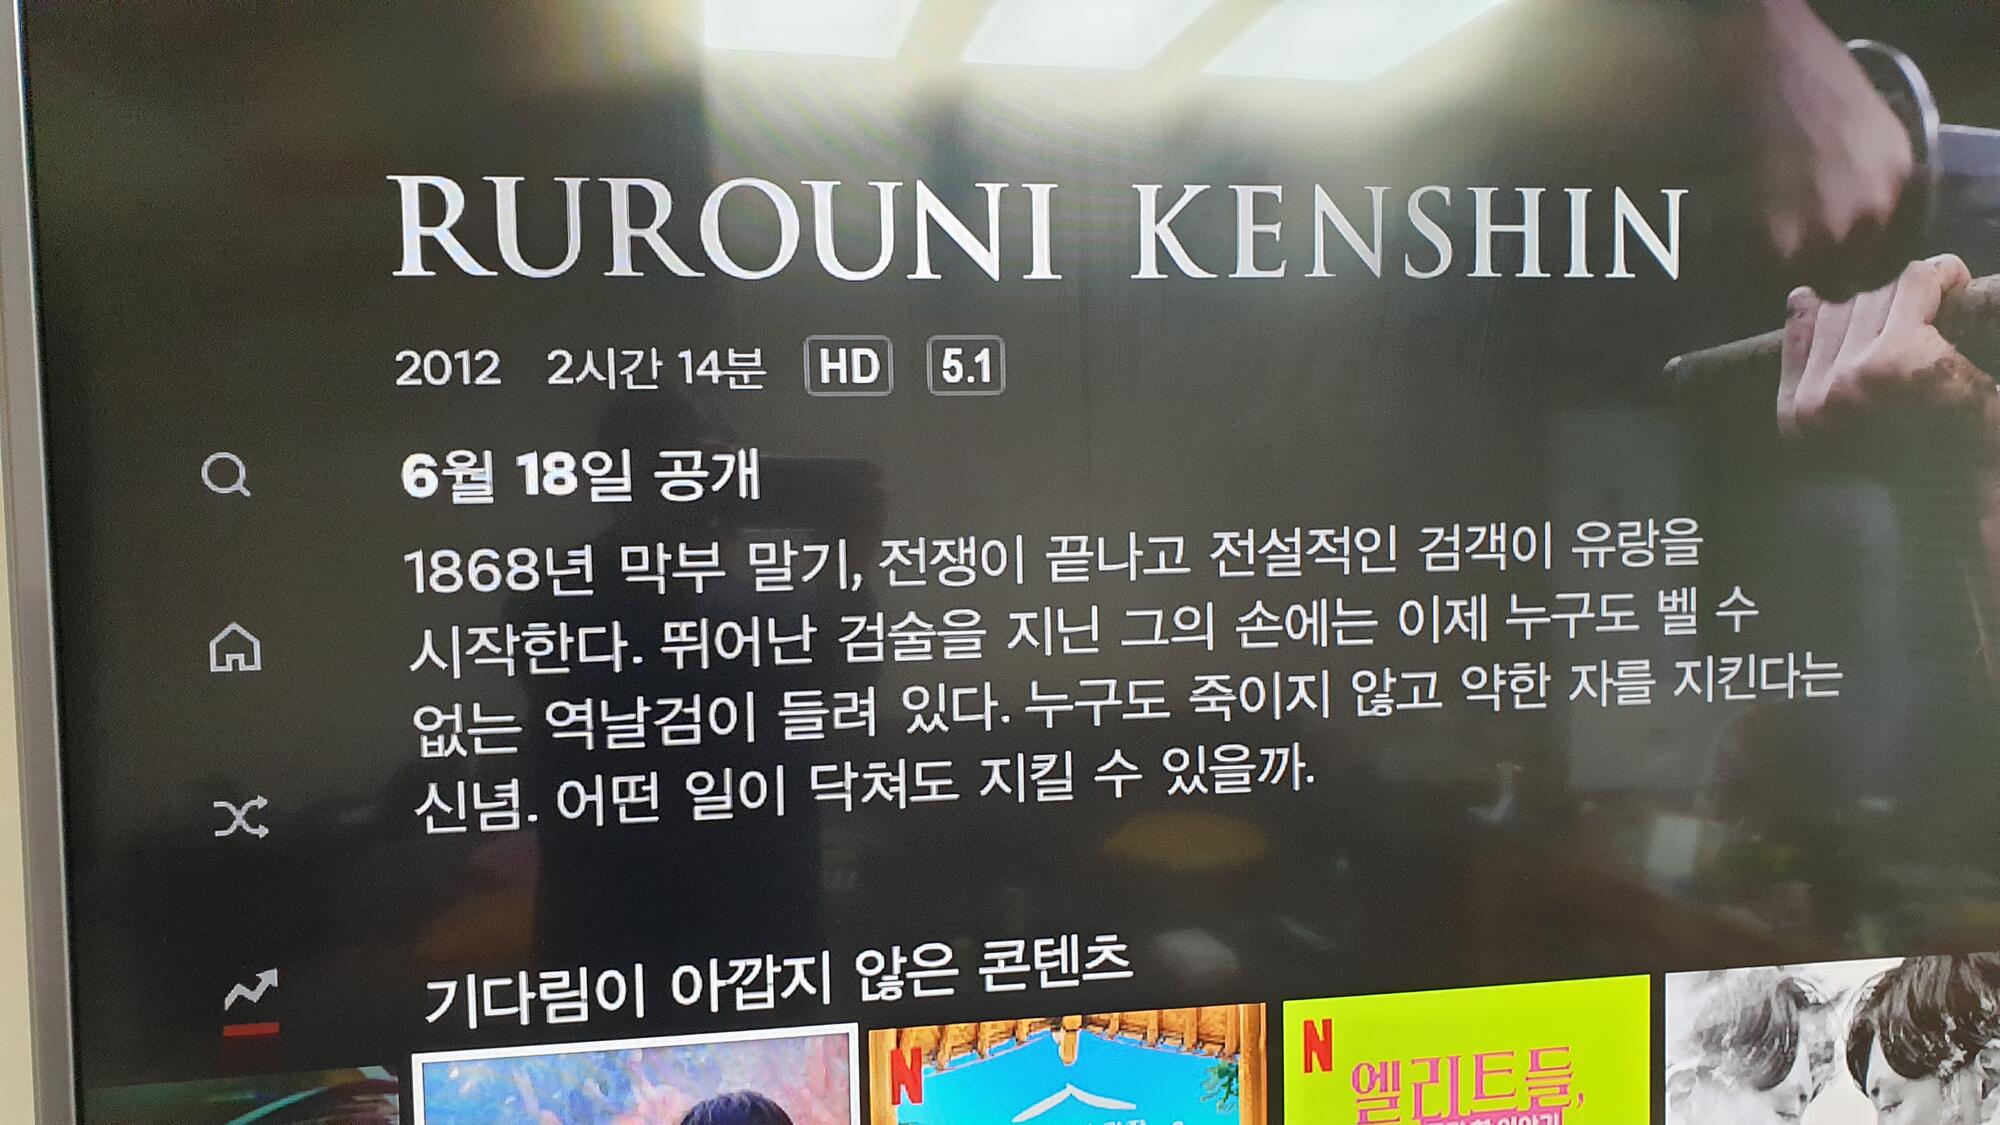 RUROUNI KENSHIN
2012 2시간 14분 HD 5.1
6월 18일 공개
1868년 막부 말기, 전쟁이 끝나고 전설적인 검객이 유랑을
시작한다. 뛰어난 검술을 지닌 그의 손에는 이제 누구도 벨 수
없는 역날검이 들려 있다. 누구도 죽이지 않고 약한 자를 지킨다는
신념. 어떤 일이 닥쳐도 지킬 수 있을까.
기다림이 아깝지 않은 콘텐츠
N
N
엘리트들,